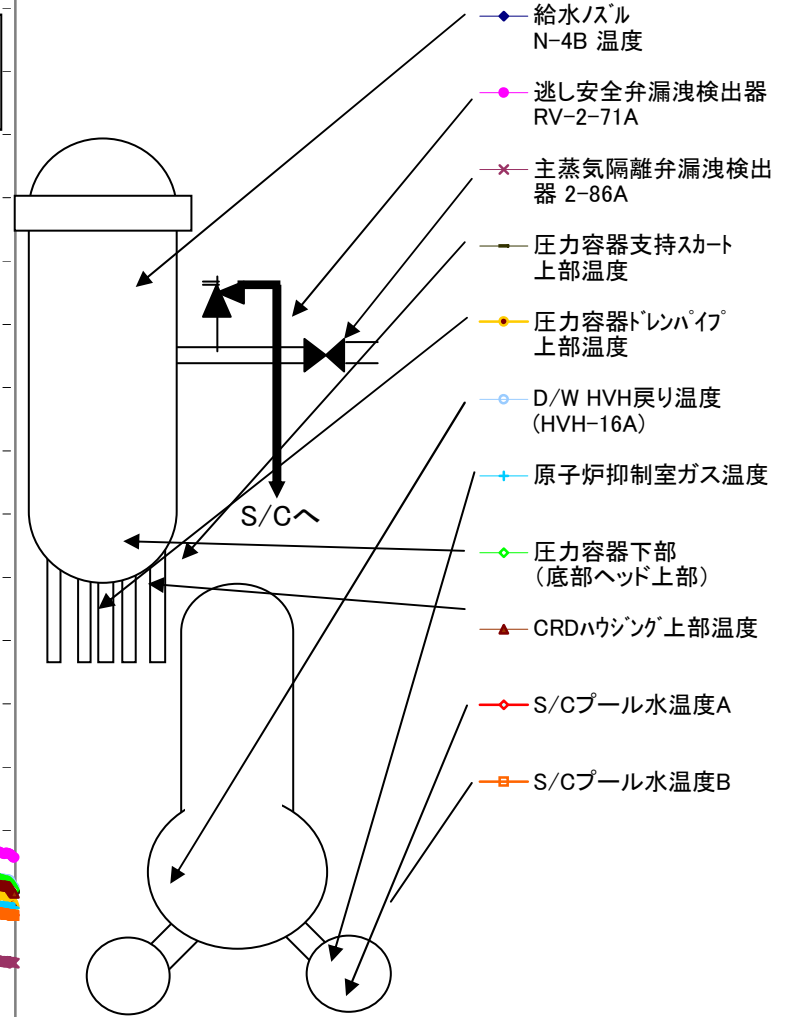 給水ﾉｽﾞﾙ
N-4B 温度
逃し安全弁漏洩検出器
RV-2-71A
主蒸気隔離弁漏洩検出
器 2-86A
圧力容器支持ｽｶｰﾄ
上部温度
圧力容器ﾄﾞﾚﾝﾊﾟｲﾌﾟ
上部温度
D/W HVH戻り温度
(HVH-16A)
原子炉抑制室ガス温度
S/Cへ
圧力容器下部
（底部ヘッド上部）
CRDﾊｳｼﾞﾝｸﾞ上部温度
S/Cプール水温度A
S/Cプール水温度B